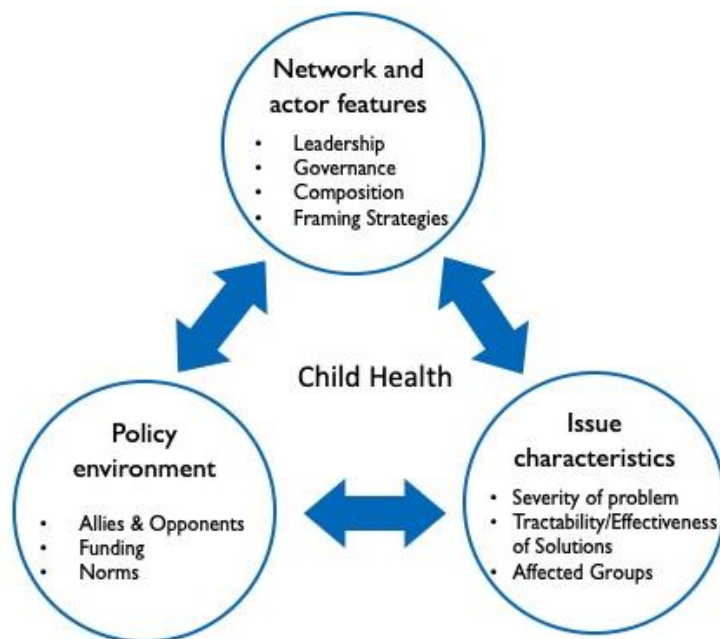 Network and
actor features
• Leadership
• Governance
• Composition
• Framing Strategies
Child Health
Policy
environment
• Allies & Opponents
• Funding
• Norms
Issue
characteristics
• Severity of problem
• Tractability/Effectiveness
of Solutions
• Affected Groups